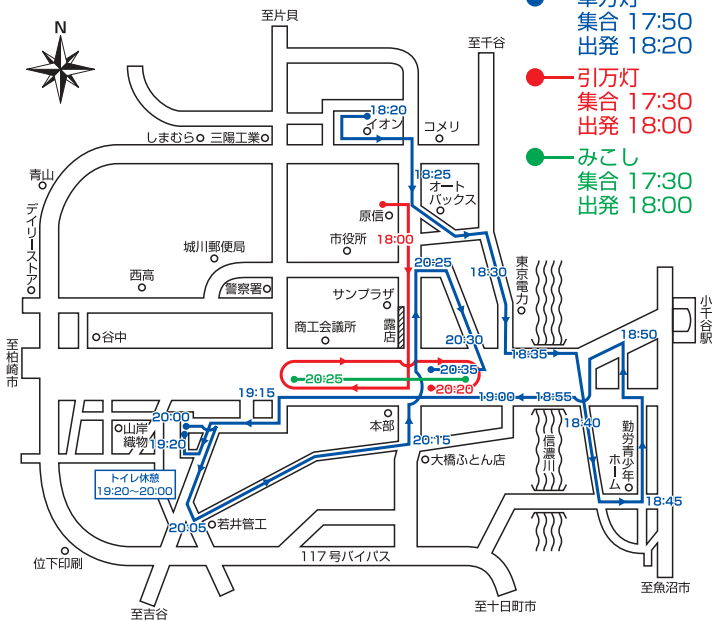 車万灯
集合 17:50
出発 18:20
引万灯
集合 17:30
出発 18:00
みこし
集合 17:30
出発 18:00
N
至片貝
至千谷
18:20
イオン
コメリ
しまむら
三陽工業
18:25
オート
バックス
青山
デイリーストア
原信
18:00
市役所
城川郵便局
20:25
18:30
東京電力
西高
警察署
サンプラザ
露店
商工会議所
谷中
小千谷駅
18:50
20:30
18:35
至柏崎市
20:25
20:35
20:20
19:15
19:00
18:55
20:00
山岸
織物
19:20
本部
18:40
20:15
大橋ふとん店
信濃川
勤労青少年
ホーム
トイレ休憩
19:20~20:00
18:45
20:05
若井管工
位下印刷
117号バイパス
至吉谷
至十日町市
至魚沼市